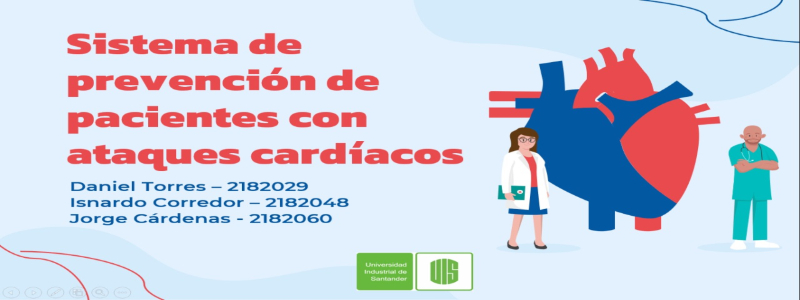 Sistema de
prevención de
pacientes con
ataques cardíacos
Daniel Torres – 2182029
Isnardo Corredor – 2182048
Jorge Cárdenas - 2182060
Universidad
Industrial de
Santander
UIS